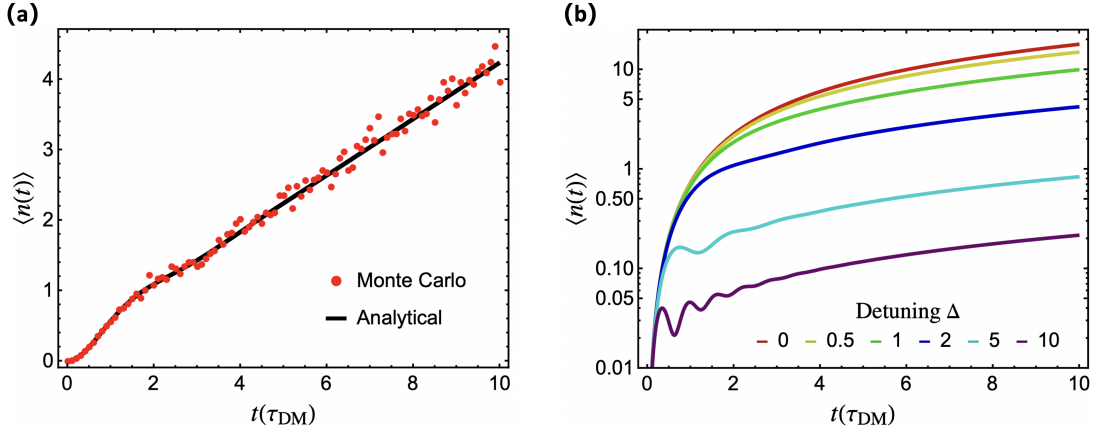 (a)
⟨n(t)⟩
4
3
2
1
0
Monte Carlo
Analytical
0 2 4 6 8 10
t(τDM)
(b)
⟨n(t)⟩
10
5
1
0.50
0.10
0.05
0.01
Detuning Δ
0 0.5 1 2 5 10
0 2 4 6 8 10
t(τDM)